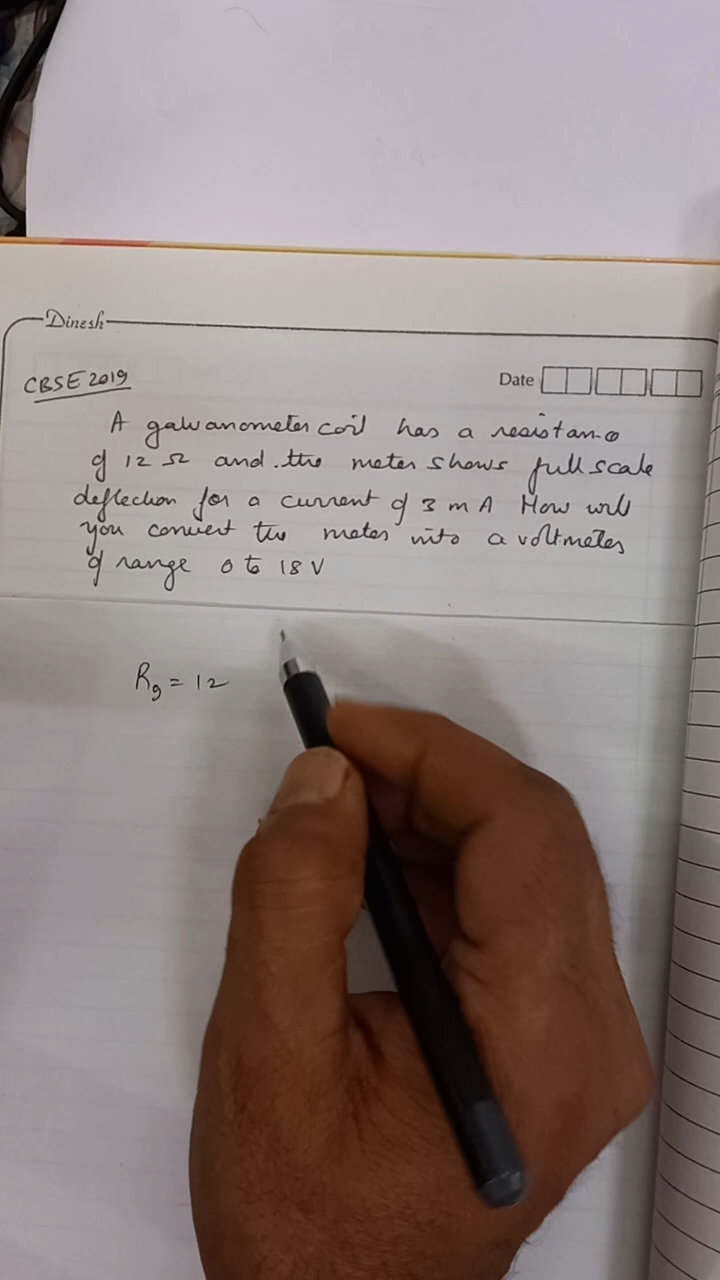 Dinesh
CBSE 2019
Date
A galvanometer coil has a resistance
of 12 Ω and the meter shows full scale
deflection for a current of 3 mA How will
you convert the meter into a voltmeter
of range 0 to 18 V
Rg = 12